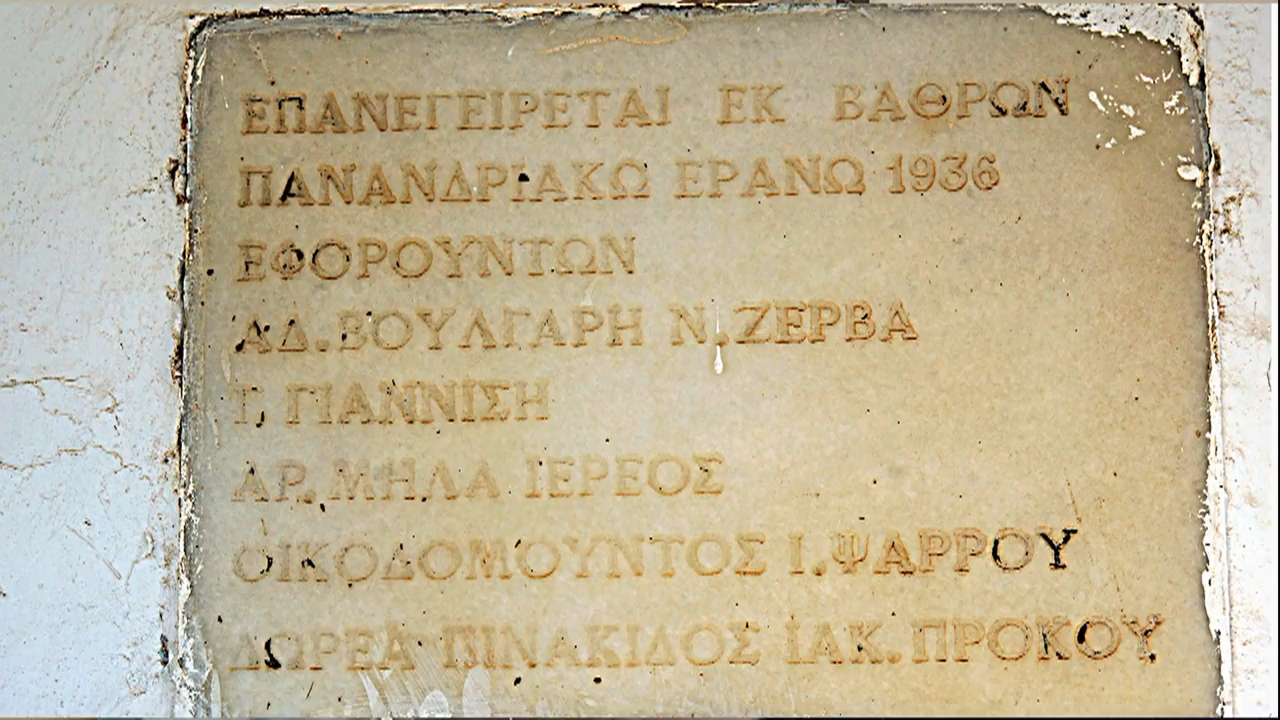 ΕΠΑΝΕΓΕΙΡΕΤΑΙ ΕΚ ΒΑΘΡΩΝ
ΠΑΝΑΝΔΡΙΑΚΩ ΕΡΑΝΩ 1936
ΕΦΟΡΟΥΝΤΩΝ
ΑΔ. ΒΟΥΛΓΑΡΗ Ν. ΖΕΡΒΑ
Γ. ΓΙΑΝΝΙΣΗ
ΑΡ. ΜΗΛΑ ΙΕΡΕΟΣ
ΟΙΚΟΔΟΜΟΥΝΤΟΣ Ι. ΨΑΡΡΟΥ
ΔΩΡΕΑ ΠΙΝΑΚΙΔΟΣ ΙΑΚ. ΠΡΟΚΟΥ